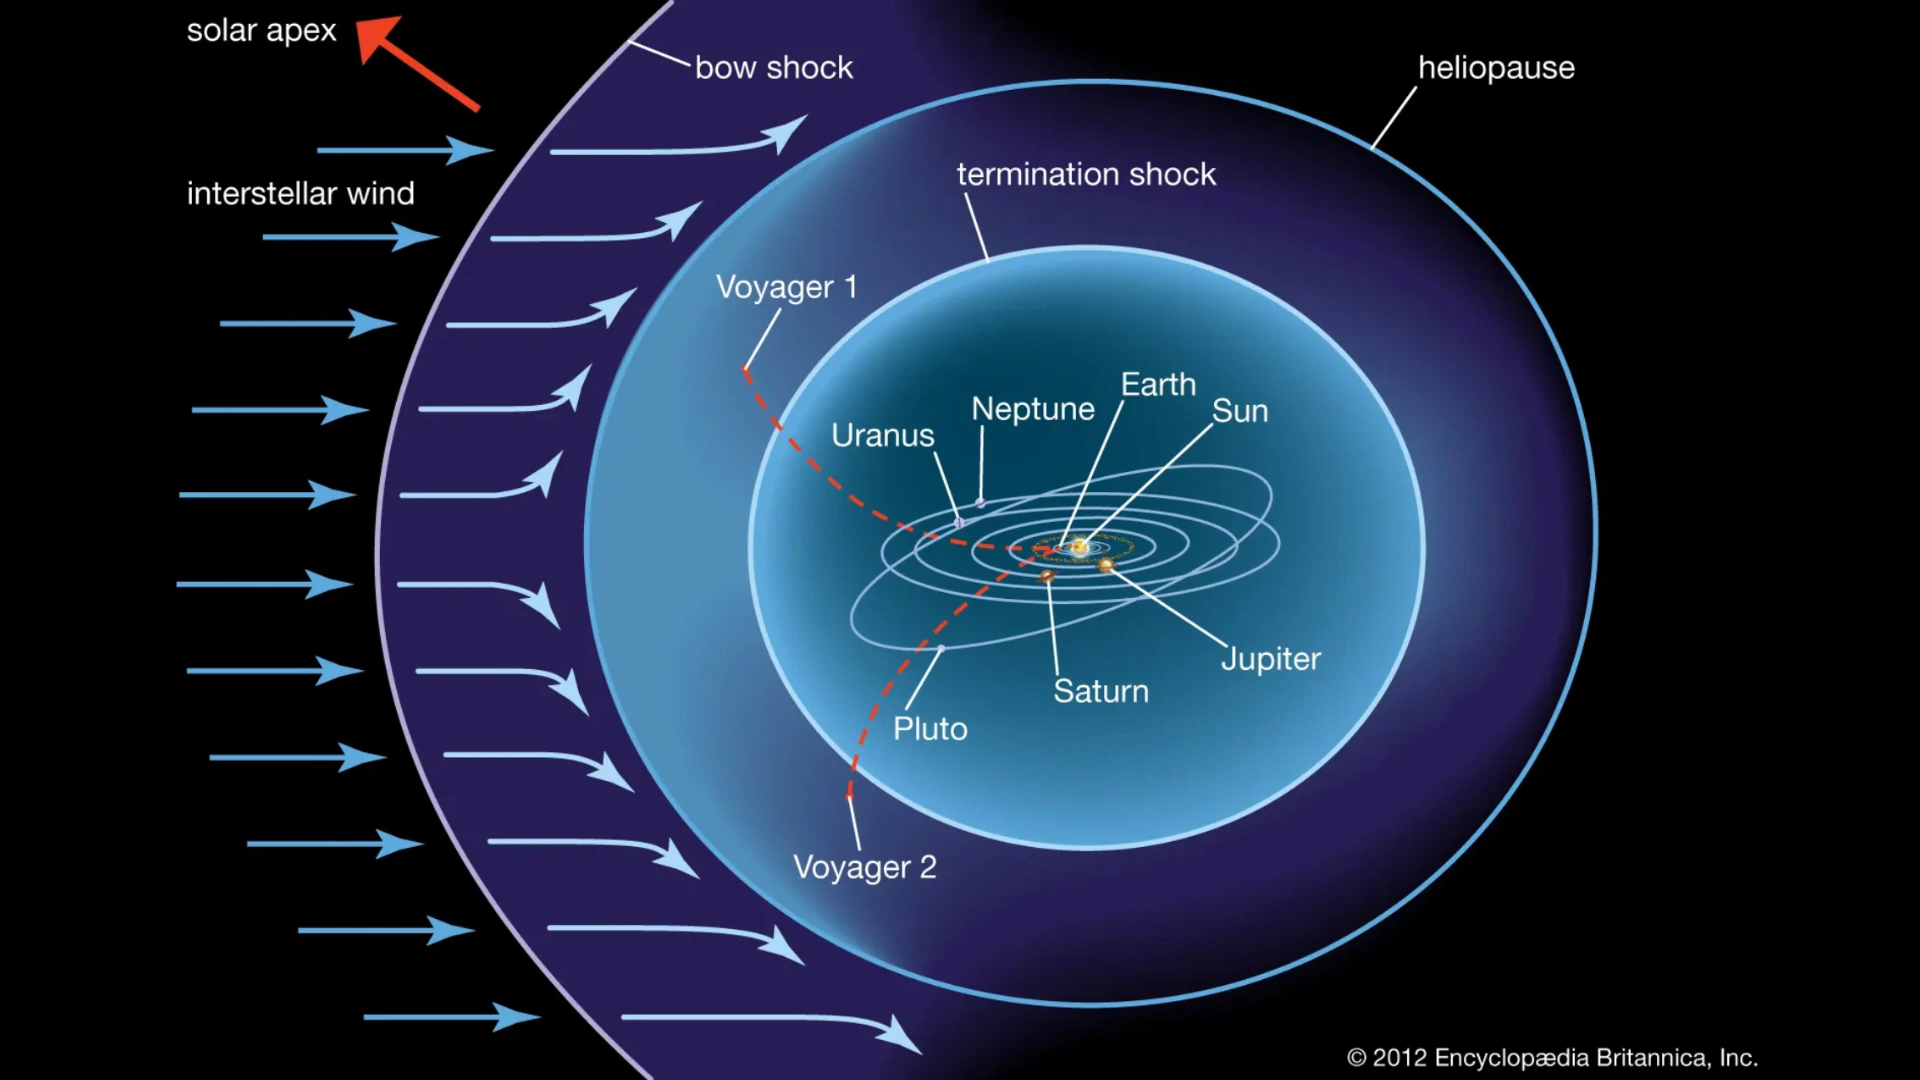 solar apex
bow shock
heliopause
termination shock
interstellar wind
Voyager 1
Earth
Neptune
Sun
Uranus
Jupiter
Saturn
Pluto
Voyager 2
© 2012 Encyclopædia Britannica, Inc.